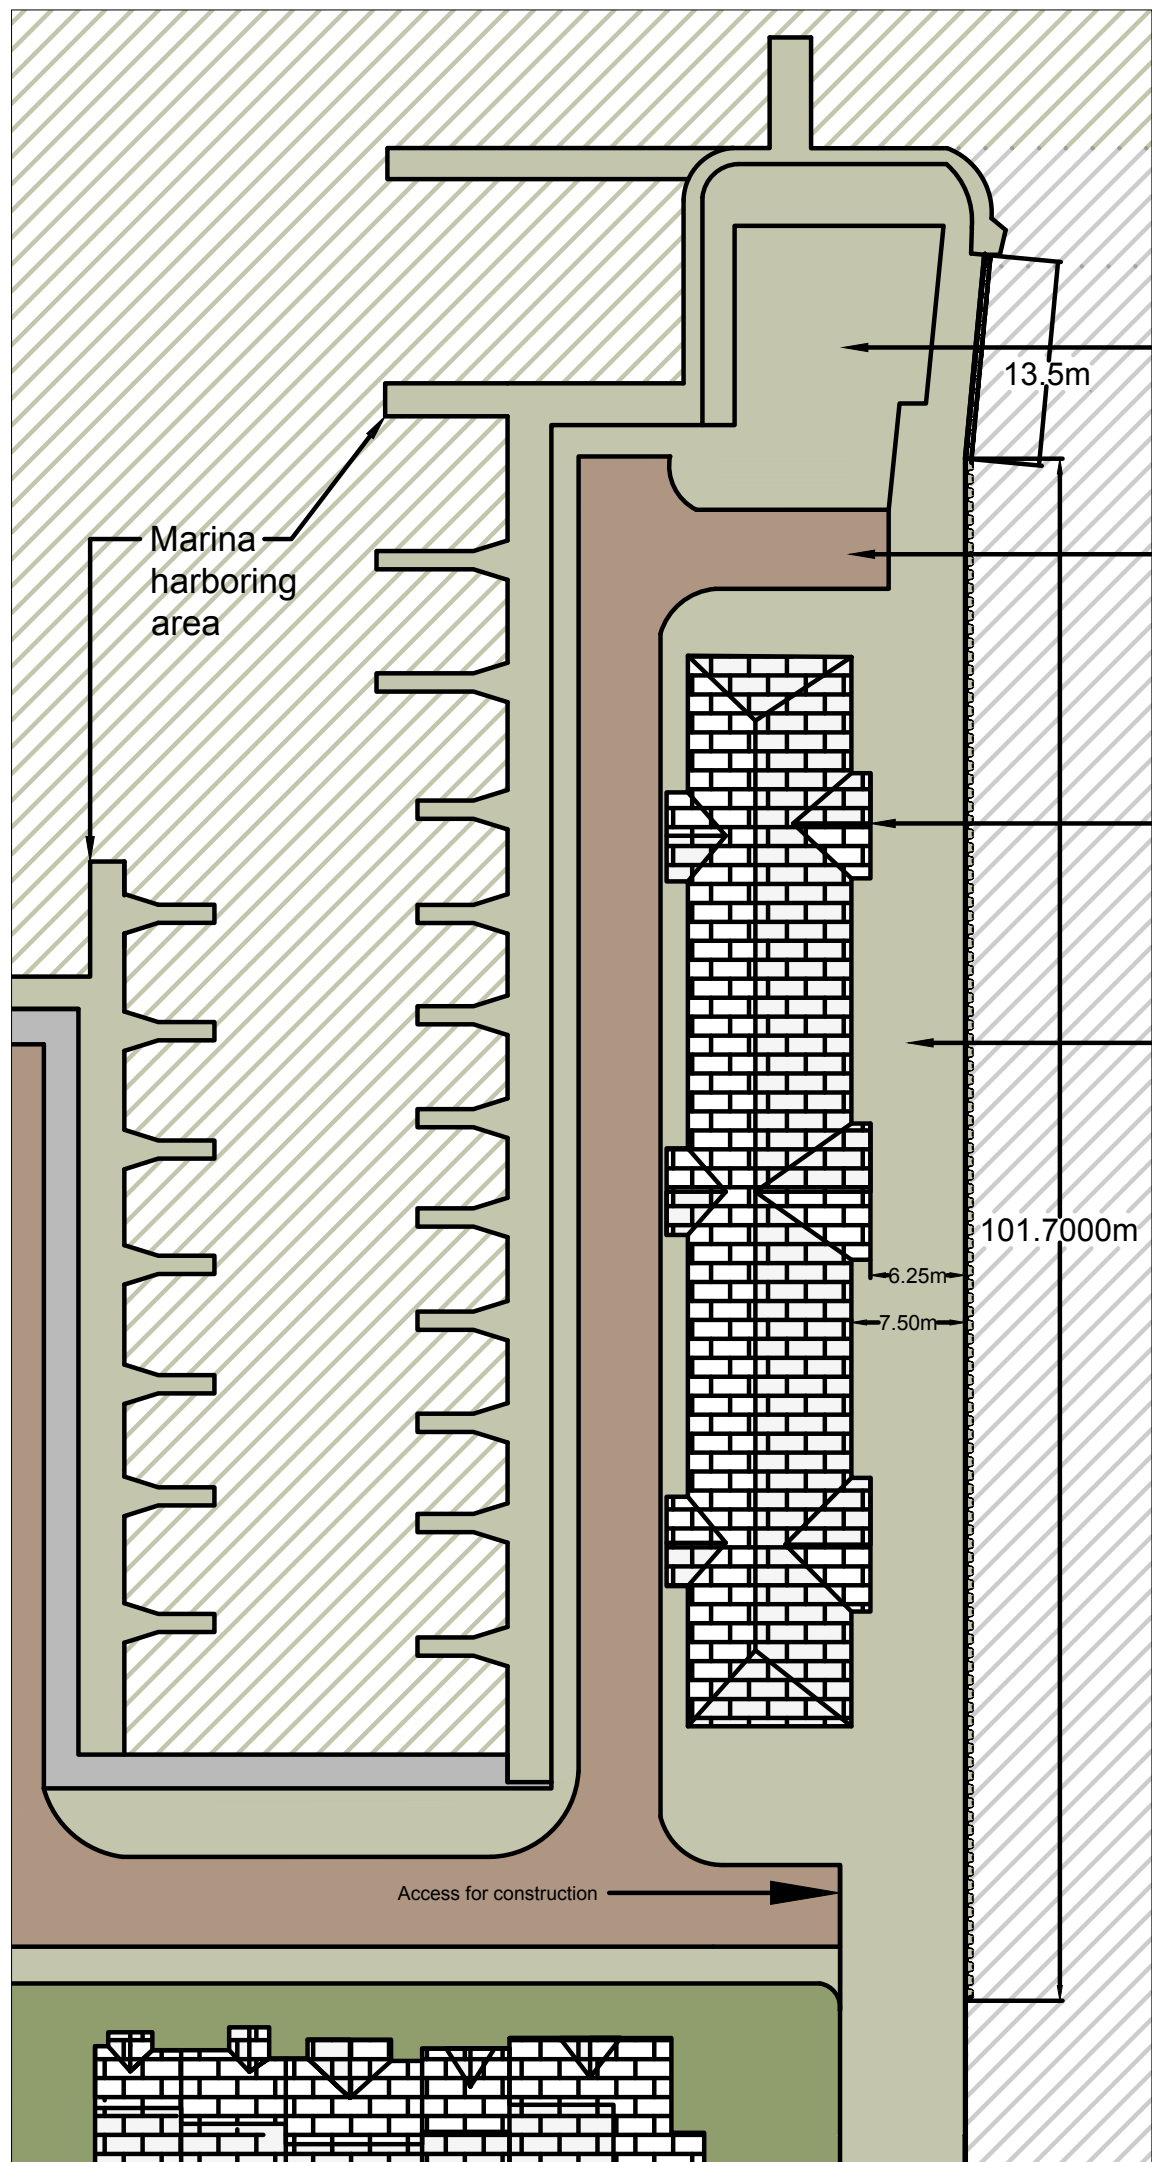 13.5m
Marina
harboring
area
101.7000m
6.25m
7.50m
Access for construction